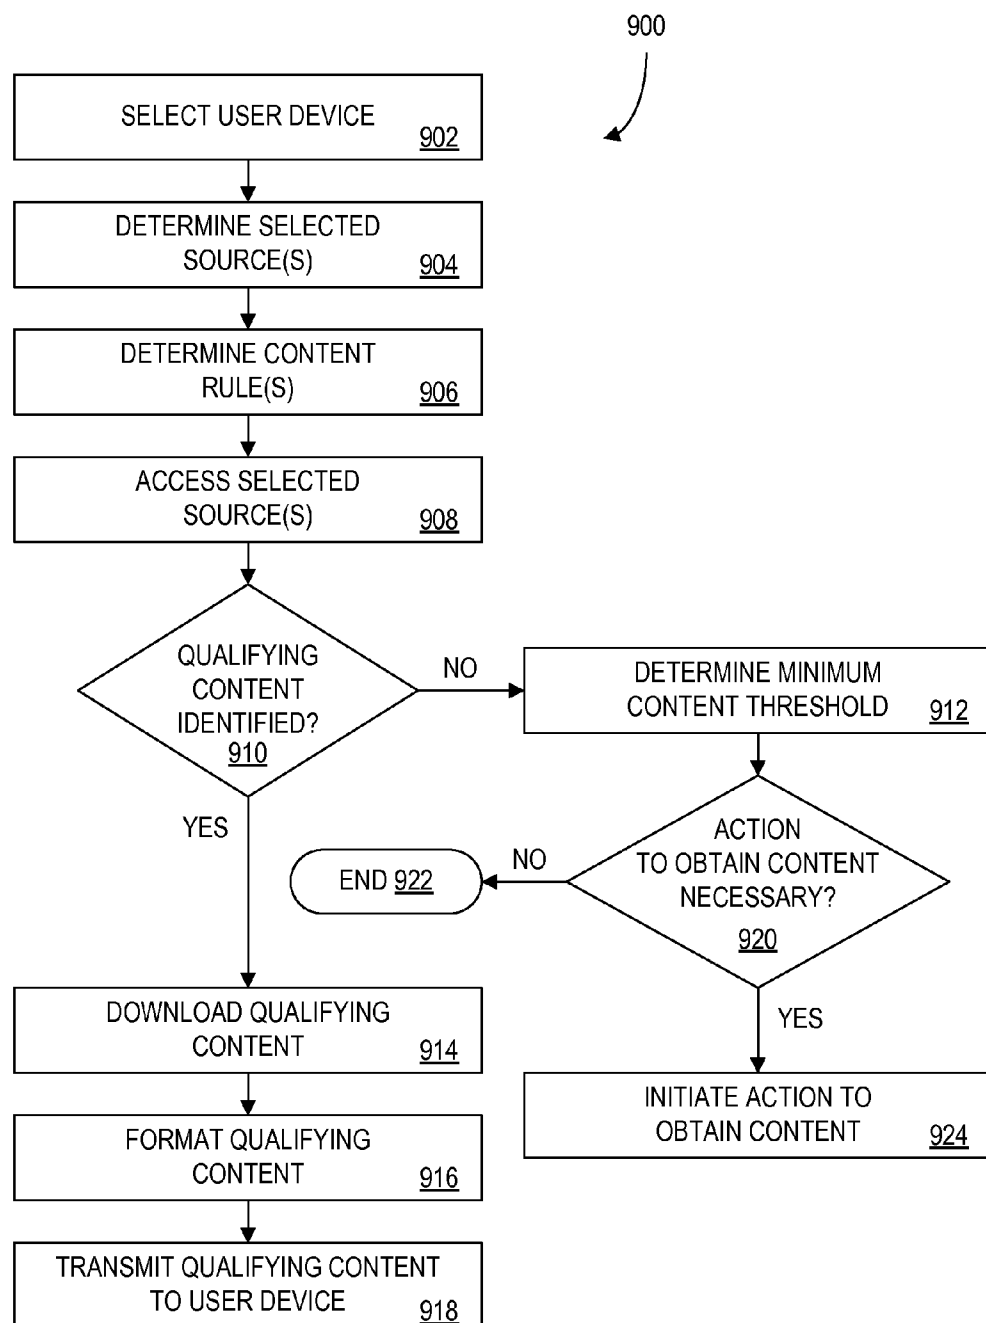 900
SELECT USER DEVICE
902
DETERMINE SELECTED
SOURCE(S)
904
DETERMINE CONTENT
RULE(S)
906
ACCESS SELECTED
SOURCE(S)
908
QUALIFYING
CONTENT
IDENTIFIED?
910
NO
DETERMINE MINIMUM
CONTENT THRESHOLD
912
YES
ACTION
TO OBTAIN CONTENT
NECESSARY?
920
NO
END 922
YES
DOWNLOAD QUALIFYING
CONTENT
914
INITIATE ACTION TO
OBTAIN CONTENT
924
FORMAT QUALIFYING
CONTENT
916
TRANSMIT QUALIFYING CONTENT
TO USER DEVICE
918